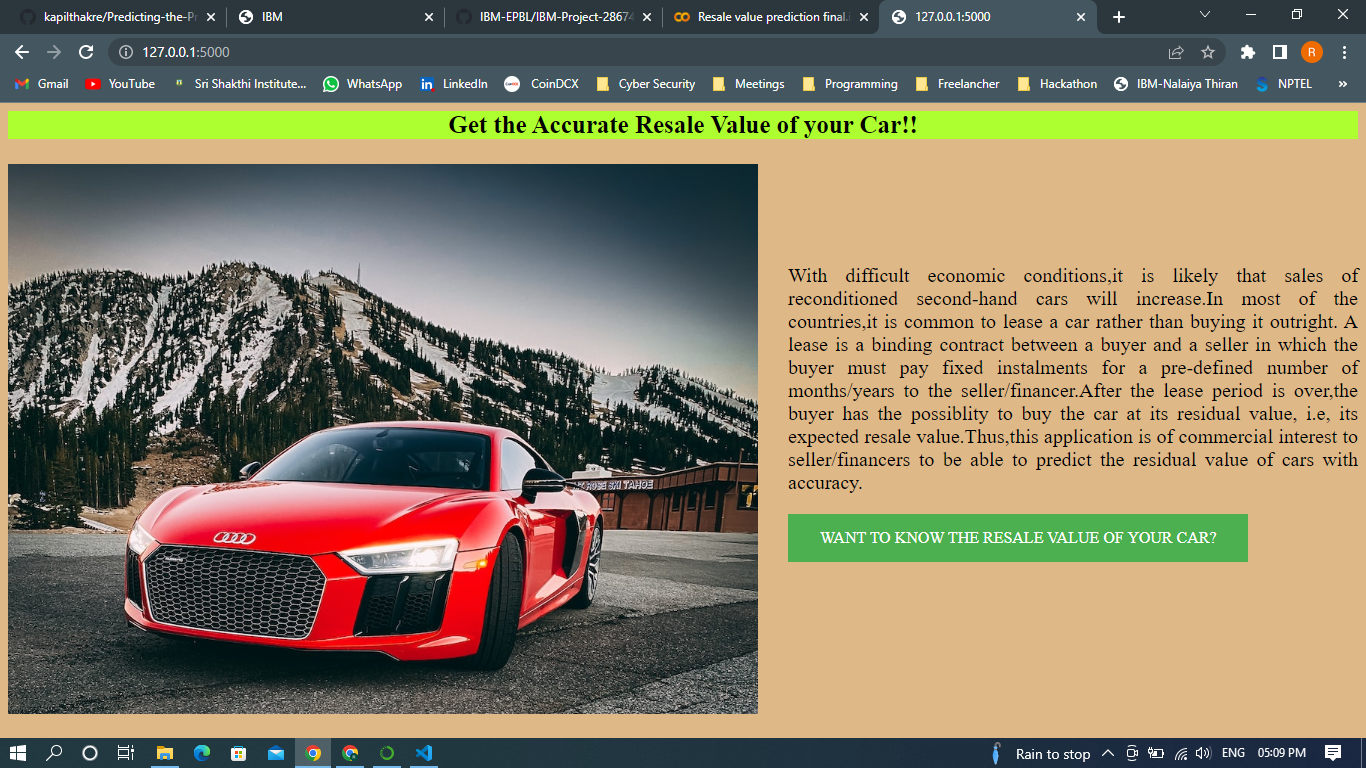 kapilthakre/Predicting-the-Pr
IBM
IBM-EPBL/IBM-Project-28674
Resale value prediction final.i
127.0.0.1:5000
127.0.0.1:5000
R
Gmail
YouTube
Sri Shakthi Institute...
WhatsApp
LinkedIn
CoinDCX
Cyber Security
Meetings
Programming
Freelancher
Hackathon
IBM-Nalaiya Thiran
NPTEL
Get the Accurate Resale Value of your Car!!
With difficult economic conditions,it is likely that sales of
reconditioned second-hand cars will increase.In most of the
countries,it is common to lease a car rather than buying it outright. A
lease is a binding contract between a buyer and a seller in which the
buyer must pay fixed instalments for a pre-defined number of
months/years to the seller/financer.After the lease period is over,the
buyer has the possiblity to buy the car at its residual value, i.e, its
expected resale value.Thus,this application is of commercial interest to
seller/financers to be able to predict the residual value of cars with
accuracy.
WANT TO KNOW THE RESALE VALUE OF YOUR CAR?
ROSE SKI TAHOE
Rain to stop
ENG
05:09 PM